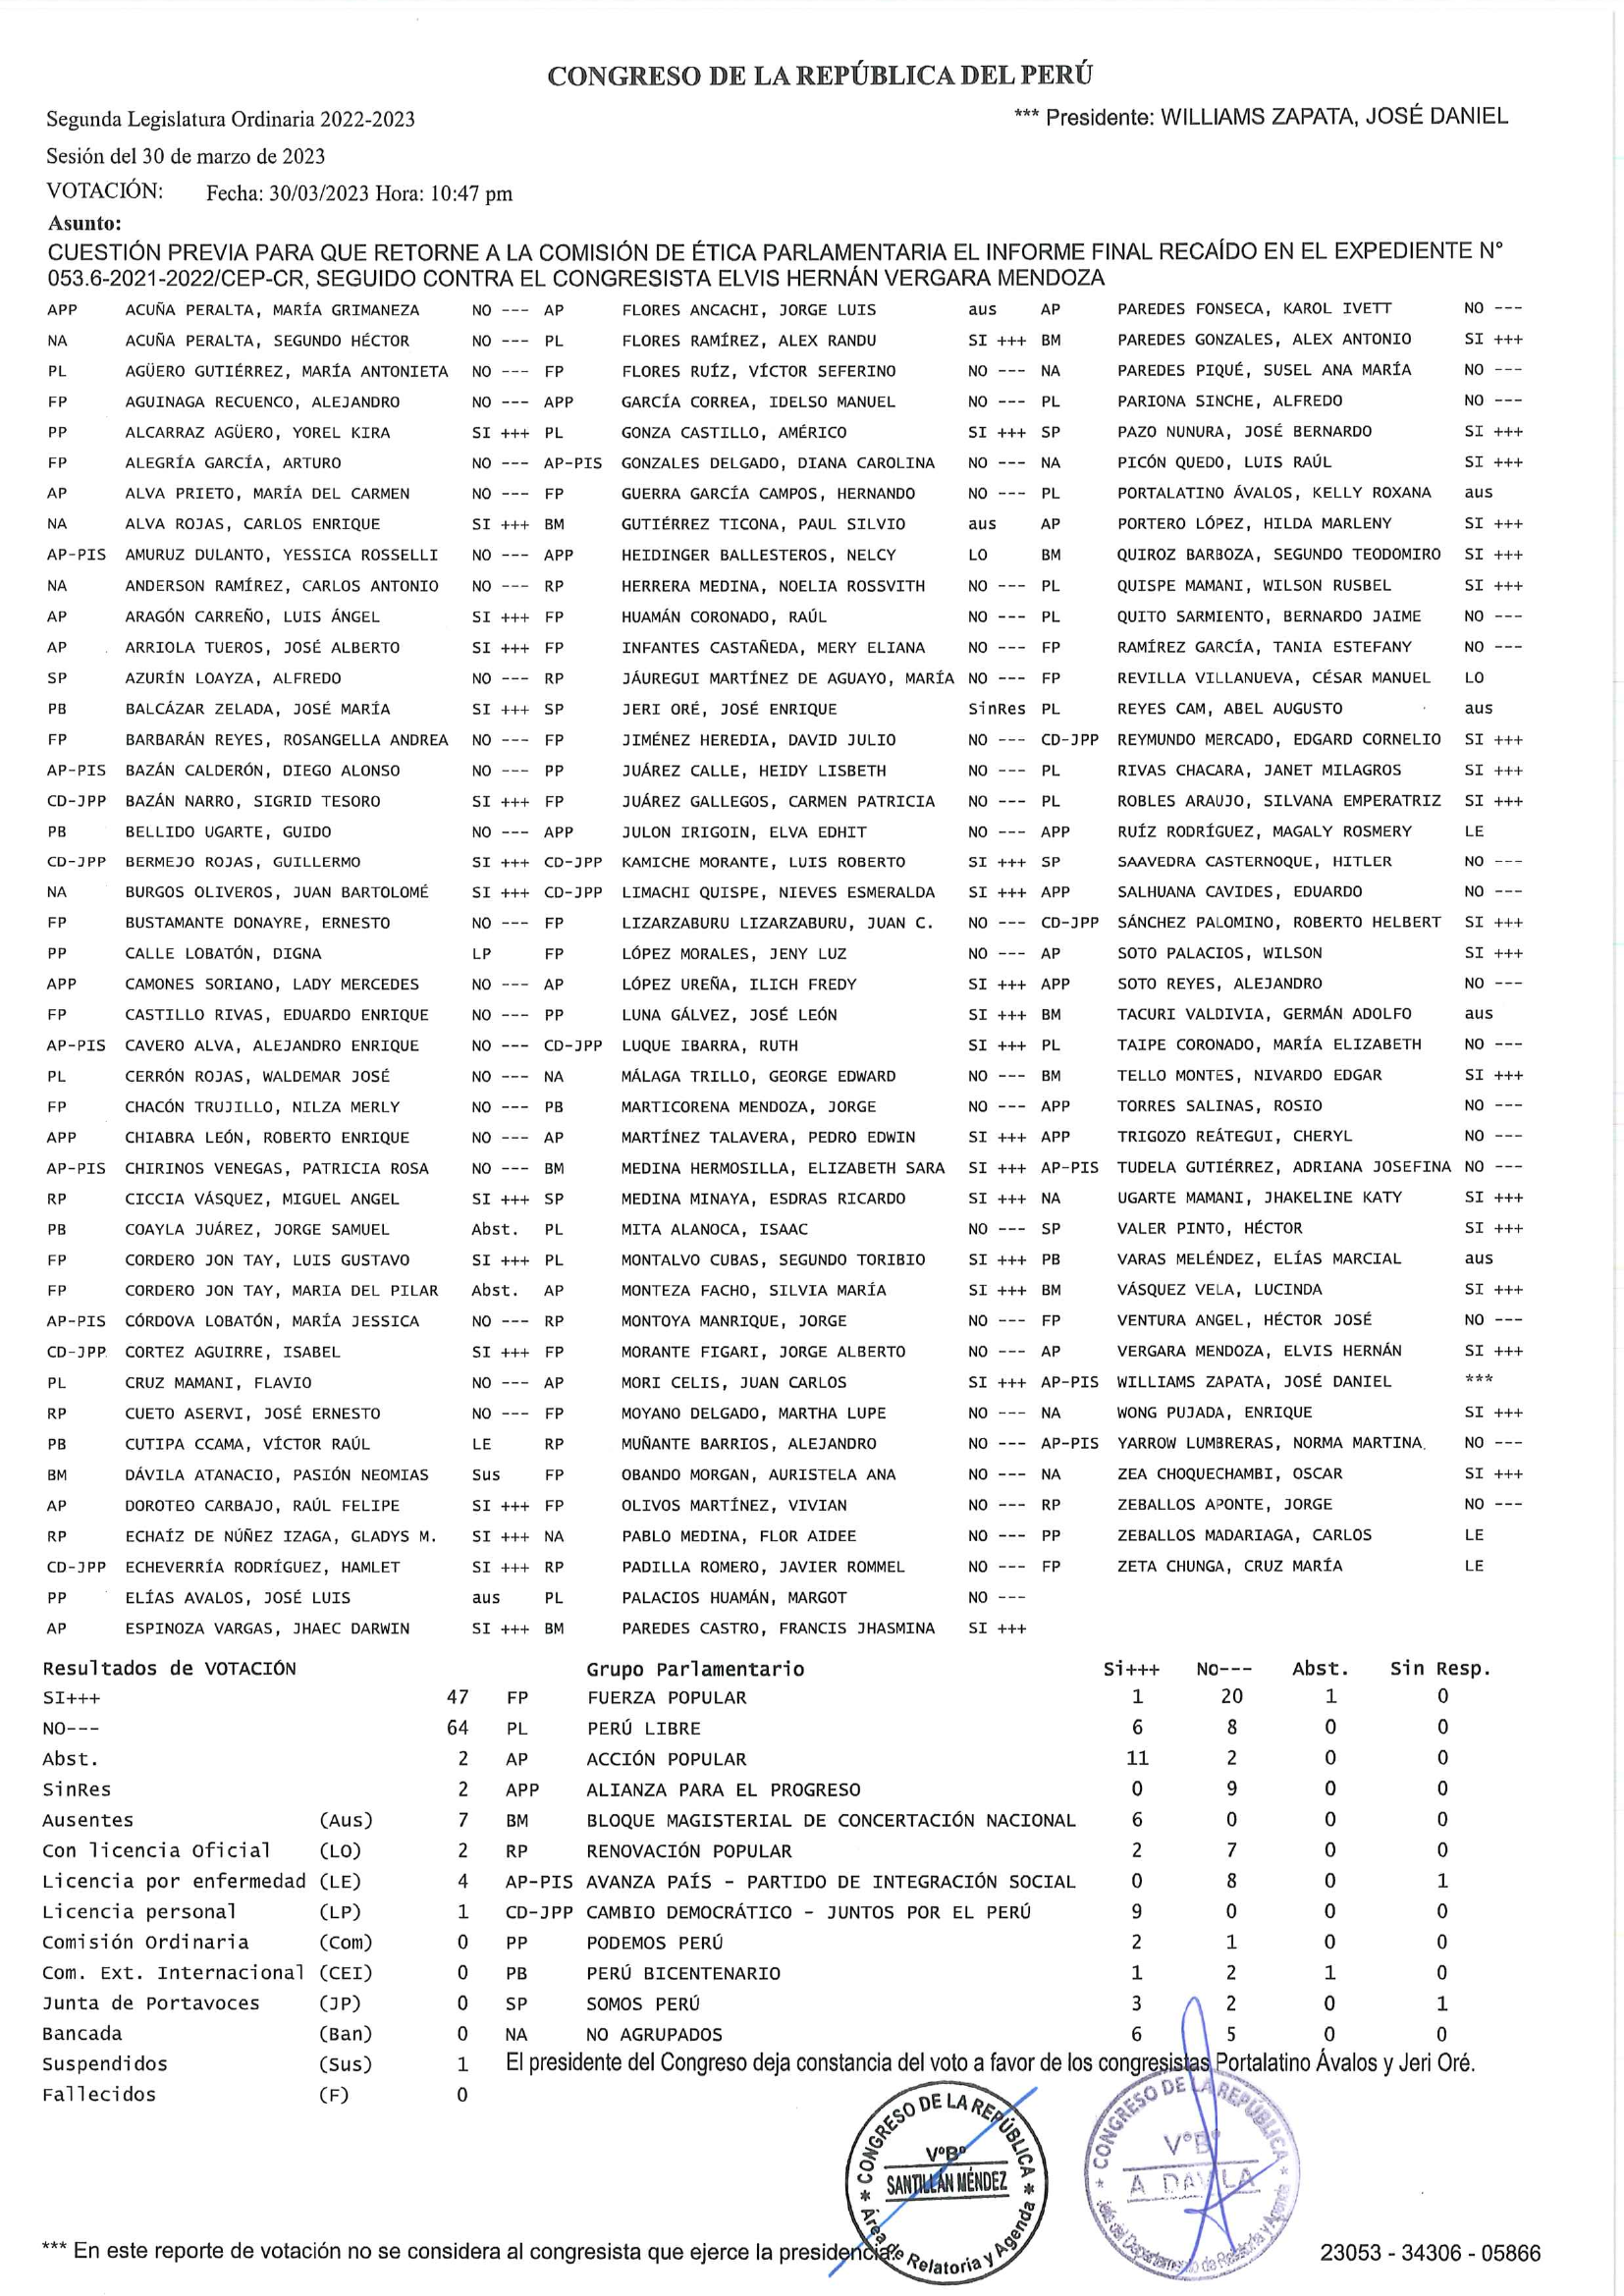 CONGRESO DE LA REPÚBLICA DEL PERÚ
Segunda Legislatura Ordinaria 2022-2023 *** Presidente: WILLIAMS ZAPATA, JOSÉ DANIEL
Sesión del 30 de marzo de 2023
VOTACIÓN: Fecha: 30/03/2023 Hora: 10:47 pm
Asunto:
CUESTIÓN PREVIA PARA QUE RETORNE A LA COMISIÓN DE ÉTICA PARLAMENTARIA EL INFORME FINAL RECAÍDO EN EL EXPEDIENTE N°
053.6-2021-2022/CEP-CR, SEGUIDO CONTRA EL CONGRESISTA ELVIS HERNÁN VERGARA MENDOZA
APP ACUÑA PERALTA, MARÍA GRIMANEZA NO --- AP FLORES ANCACHI, JORGE LUIS aus AP PAREDES FONSECA, KAROL IVETT NO ---
NA ACUÑA PERALTA, SEGUNDO HÉCTOR NO --- PL FLORES RAMÍREZ, ALEX RANDU SI +++ BM PAREDES GONZALES, ALEX ANTONIO SI +++
PL AGÜERO GUTIÉRREZ, MARÍA ANTONIETA NO --- FP FLORES RUÍZ, VÍCTOR SEFERINO NO --- NA PAREDES PIQUÉ, SUSEL ANA MARÍA NO ---
FP AGUINAGA RECUENCO, ALEJANDRO NO --- APP GARCÍA CORREA, IDELSO MANUEL NO --- PL PARIONA SINCHE, ALFREDO NO ---
PP ALCARRAZ AGÜERO, YOREL KIRA SI +++ PL GONZA CASTILLO, AMÉRICO SI +++ SP PAZO NUNURA, JOSÉ BERNARDO SI +++
FP ALEGRÍA GARCÍA, ARTURO NO --- AP-PIS GONZALES DELGADO, DIANA CAROLINA NO --- NA PICÓN QUEDO, LUIS RAÚL SI +++
AP ALVA PRIETO, MARÍA DEL CARMEN NO --- FP GUERRA GARCÍA CAMPOS, HERNANDO NO --- PL PORTALATINO ÁVALOS, KELLY ROXANA aus
NA ALVA ROJAS, CARLOS ENRIQUE SI +++ BM GUTIÉRREZ TICONA, PAUL SILVIO aus AP PORTERO LÓPEZ, HILDA MARLENY SI +++
AP-PIS AMURUZ DULANTO, YESSICA ROSSELLI NO --- APP HEIDINGER BALLESTEROS, NELCY LO BM QUIROZ BARBOZA, SEGUNDO TEODOMIRO SI +++
NA ANDERSON RAMÍREZ, CARLOS ANTONIO NO --- RP HERRERA MEDINA, NOELIA ROSSVITH NO --- PL QUISPE MAMANI, WILSON RUSBEL SI +++
AP ARAGÓN CARREÑO, LUIS ÁNGEL SI +++ FP HUAMÁN CORONADO, RAÚL NO --- PL QUITO SARMIENTO, BERNARDO JAIME NO ---
AP ARRIOLA TUEROS, JOSÉ ALBERTO SI +++ FP INFANTES CASTAÑEDA, MERY ELIANA NO --- FP RAMÍREZ GARCÍA, TANIA ESTEFANY NO ---
SP AZURÍN LOAYZA, ALFREDO NO --- RP JÁUREGUI MARTÍNEZ DE AGUAYO, MARÍA NO --- FP REVILLA VILLANUEVA, CÉSAR MANUEL LO
PB BALCÁZAR ZELADA, JOSÉ MARÍA SI +++ SP JERI ORÉ, JOSÉ ENRIQUE SinRes PL REYES CAM, ABEL AUGUSTO aus
FP BARBARÁN REYES, ROSANGELLA ANDREA NO --- FP JIMÉNEZ HEREDIA, DAVID JULIO NO --- CD-JPP REYMUNDO MERCADO, EDGARD CORNELIO SI +++
AP-PIS BAZÁN CALDERÓN, DIEGO ALONSO NO --- PP JUÁREZ CALLE, HEIDY LISBETH NO --- PL RIVAS CHACARA, JANET MILAGROS SI +++
CD-JPP BAZÁN NARRO, SIGRID TESORO SI +++ FP JUÁREZ GALLEGOS, CARMEN PATRICIA NO --- PL ROBLES ARAUJO, SILVANA EMPERATRIZ SI +++
PB BELLIDO UGARTE, GUIDO NO --- APP JULON IRIGOIN, ELVA EDHIT NO --- APP RUÍZ RODRÍGUEZ, MAGALY ROSMERY LE
CD-JPP BERMEJO ROJAS, GUILLERMO SI +++ CD-JPP KAMICHE MORANTE, LUIS ROBERTO SI +++ SP SAAVEDRA CASTERNOQUE, HITLER NO ---
NA BURGOS OLIVEROS, JUAN BARTOLOMÉ SI +++ CD-JPP LIMACHI QUISPE, NIEVES ESMERALDA SI +++ APP SALHUANA CAVIDES, EDUARDO NO ---
FP BUSTAMANTE DONAYRE, ERNESTO NO --- FP LIZARZABURU LIZARZABURU, JUAN C. NO --- CD-JPP SÁNCHEZ PALOMINO, ROBERTO HELBERT SI +++
PP CALLE LOBATÓN, DIGNA LP FP LÓPEZ MORALES, JENY LUZ NO --- AP SOTO PALACIOS, WILSON SI +++
APP CAMONES SORIANO, LADY MERCEDES NO --- AP LÓPEZ UREÑA, ILICH FREDY SI +++ APP SOTO REYES, ALEJANDRO NO ---
FP CASTILLO RIVAS, EDUARDO ENRIQUE NO --- PP LUNA GÁLVEZ, JOSÉ LEÓN SI +++ BM TACURI VALDIVIA, GERMÁN ADOLFO aus
AP-PIS CAVERO ALVA, ALEJANDRO ENRIQUE NO --- CD-JPP LUQUE IBARRA, RUTH SI +++ PL TAIPE CORONADO, MARÍA ELIZABETH NO ---
PL CERRÓN ROJAS, WALDEMAR JOSÉ NO --- NA MÁLAGA TRILLO, GEORGE EDWARD NO --- BM TELLO MONTES, NIVARDO EDGAR SI +++
FP CHACÓN TRUJILLO, NILZA MERLY NO --- PB MARTICORENA MENDOZA, JORGE NO --- APP TORRES SALINAS, ROSIO NO ---
APP CHIABRA LEÓN, ROBERTO ENRIQUE NO --- AP MARTÍNEZ TALAVERA, PEDRO EDWIN SI +++ APP TRIGOZO REÁTEGUI, CHERYL NO ---
AP-PIS CHIRINOS VENEGAS, PATRICIA ROSA NO --- BM MEDINA HERMOSILLA, ELIZABETH SARA SI +++ AP-PIS TUDELA GUTIÉRREZ, ADRIANA JOSEFINA NO ---
RP CICCIA VÁSQUEZ, MIGUEL ANGEL SI +++ SP MEDINA MINAYA, ESDRAS RICARDO SI +++ NA UGARTE MAMANI, JHAKELINE KATY SI +++
PB COAYLA JUÁREZ, JORGE SAMUEL Abst. PL MITA ALANOCA, ISAAC NO --- SP VALER PINTO, HÉCTOR SI +++
FP CORDERO JON TAY, LUIS GUSTAVO SI +++ PL MONTALVO CUBAS, SEGUNDO TORIBIO SI +++ PB VARAS MELÉNDEZ, ELÍAS MARCIAL aus
FP CORDERO JON TAY, MARIA DEL PILAR Abst. AP MONTEZA FACHO, SILVIA MARÍA SI +++ BM VÁSQUEZ VELA, LUCINDA SI +++
AP-PIS CÓRDOVA LOBATÓN, MARÍA JESSICA NO --- RP MONTOYA MANRIQUE, JORGE NO --- FP VENTURA ANGEL, HÉCTOR JOSÉ NO ---
CD-JPP CORTEZ AGUIRRE, ISABEL SI +++ FP MORANTE FIGARI, JORGE ALBERTO NO --- AP VERGARA MENDOZA, ELVIS HERNÁN SI +++
PL CRUZ MAMANI, FLAVIO NO --- AP MORI CELIS, JUAN CARLOS SI +++ AP-PIS WILLIAMS ZAPATA, JOSÉ DANIEL ***
RP CUETO ASERVI, JOSÉ ERNESTO NO --- FP MOYANO DELGADO, MARTHA LUPE NO --- NA WONG PUJADA, ENRIQUE SI +++
PB CUTIPA CCAMA, VÍCTOR RAÚL LE RP MUÑANTE BARRIOS, ALEJANDRO NO --- AP-PIS YARROW LUMBRERAS, NORMA MARTINA NO ---
BM DÁVILA ATANACIO, PASIÓN NEOMIAS Sus FP OBANDO MORGAN, AURISTELA ANA NO --- NA ZEA CHOQUECHAMBI, OSCAR SI +++
AP DOROTEO CARBAJO, RAÚL FELIPE SI +++ FP OLIVOS MARTÍNEZ, VIVIAN NO --- RP ZEBALLOS APONTE, JORGE NO ---
RP ECHAÍZ DE NÚÑEZ IZAGA, GLADYS M. SI +++ NA PABLO MEDINA, FLOR AIDEE NO --- PP ZEBALLOS MADARIAGA, CARLOS LE
CD-JPP ECHEVERRÍA RODRÍGUEZ, HAMLET SI +++ RP PADILLA ROMERO, JAVIER ROMMEL NO --- FP ZETA CHUNGA, CRUZ MARÍA LE
PP ELÍAS AVALOS, JOSÉ LUIS aus PL PALACIOS HUAMÁN, MARGOT NO ---
AP ESPINOZA VARGAS, JHAEC DARWIN SI +++ BM PAREDES CASTRO, FRANCIS JHASMINA SI +++
Resultados de VOTACIÓN Grupo Parlamentario Si+++ No--- Abst. Sin Resp.
SI+++ 47 FP FUERZA POPULAR 1 20 1 0
NO--- 64 PL PERÚ LIBRE 6 8 0 0
Abst. 2 AP ACCIÓN POPULAR 11 2 0 0
SinRes 2 APP ALIANZA PARA EL PROGRESO 0 9 0 0
Ausentes (Aus) 7 BM BLOQUE MAGISTERIAL DE CONCERTACIÓN NACIONAL 6 0 0 0
Con licencia Oficial (LO) 2 RP RENOVACIÓN POPULAR 2 7 0 0
Licencia por enfermedad (LE) 4 AP-PIS AVANZA PAÍS - PARTIDO DE INTEGRACIÓN SOCIAL 0 8 0 1
Licencia personal (LP) 1 CD-JPP CAMBIO DEMOCRÁTICO - JUNTOS POR EL PERÚ 9 0 0 0
Comisión Ordinaria (Com) 0 PP PODEMOS PERÚ 2 1 0 0
Com. Ext. Internacional (CEI) 0 PB PERÚ BICENTENARIO 1 2 1 0
Junta de Portavoces (JP) 0 SP SOMOS PERÚ 3 2 0 1
Bancada (Ban) 0 NA NO AGRUPADOS 6 5 0 0
Suspendidos (Sus) 1 El presidente del Congreso deja constancia del voto a favor de los congresistas Portalatino Ávalos y Jeri Oré.
Fallecidos (F) 0
* CONGRESO DE LA REPÚBLICA *
V°B°
SANTILLÁN MÉNDEZ
Área de Relatoria y Agenda
* CONGRESO DE LA REPÚBLICA *
V°B°
A DAVILA
Jefe del Departamento de Relatoría y Agenda
*** En este reporte de votación no se considera al congresista que ejerce la presidencia. 23053 - 34306 - 05866